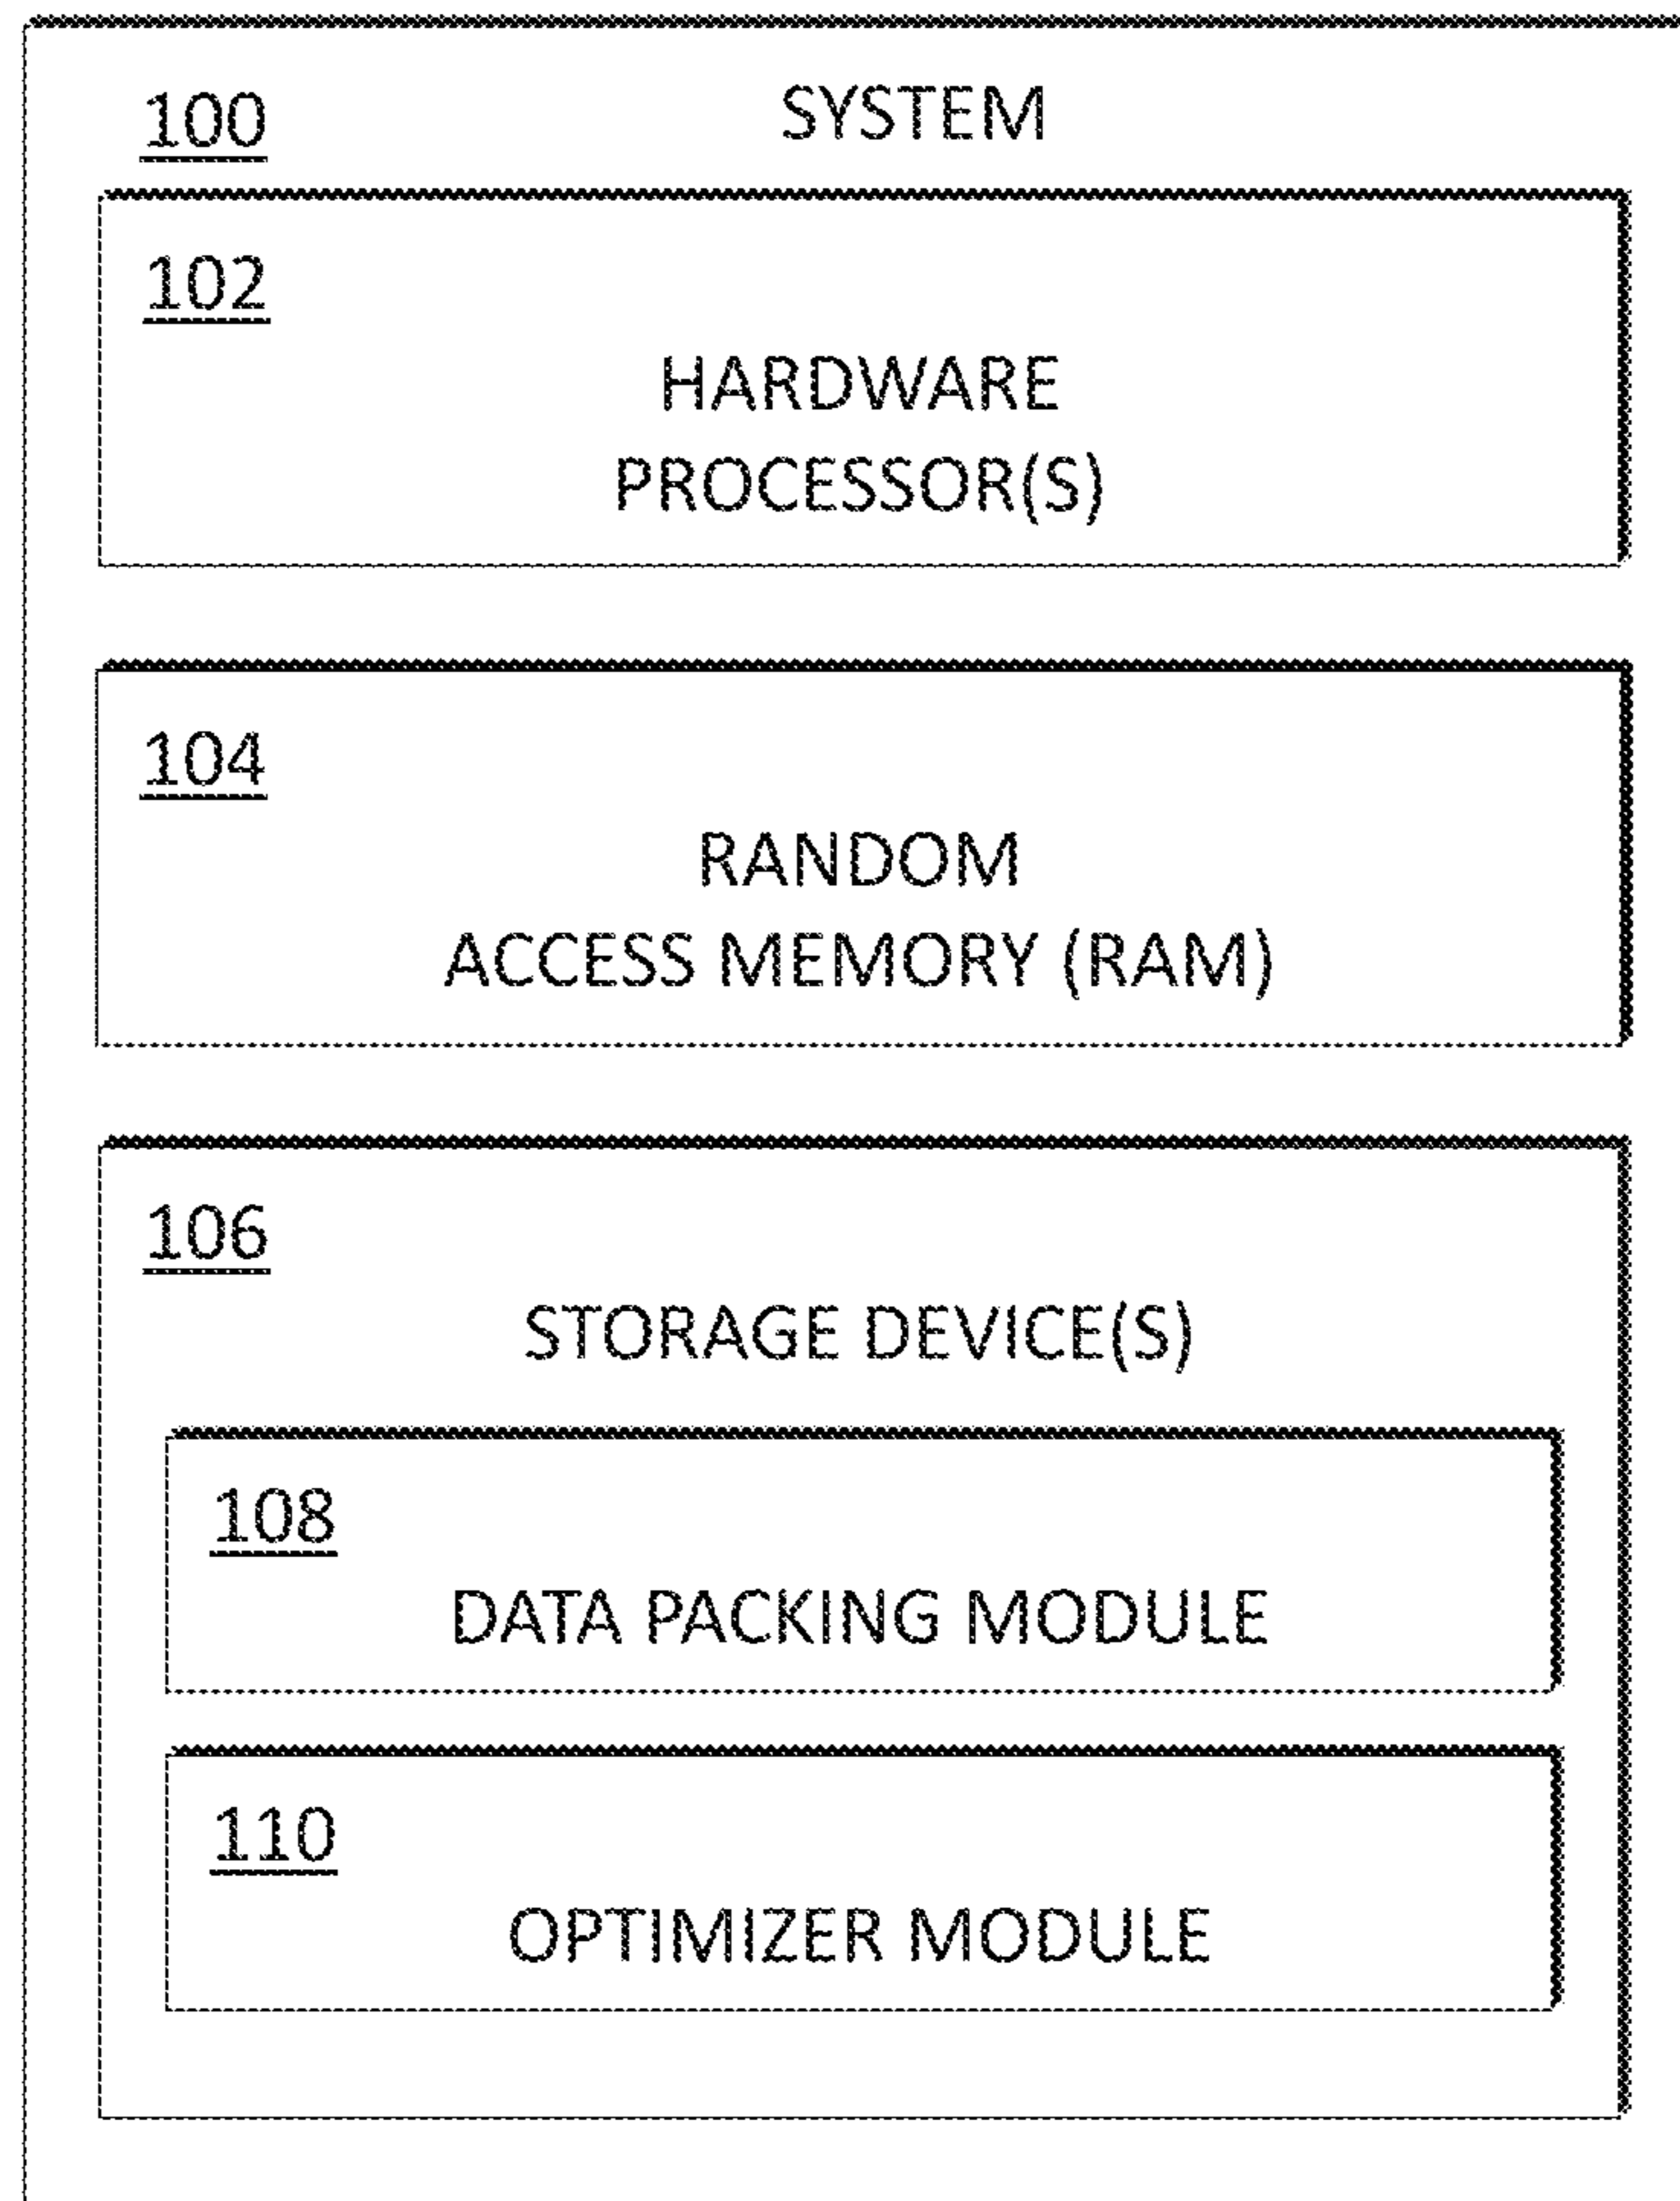 100 SYSTEM
102
HARDWARE
PROCESSOR(S)
104
RANDOM
ACCESS MEMORY (RAM)
106
STORAGE DEVICE(S)
108
DATA PACKING MODULE
110
OPTIMIZER MODULE